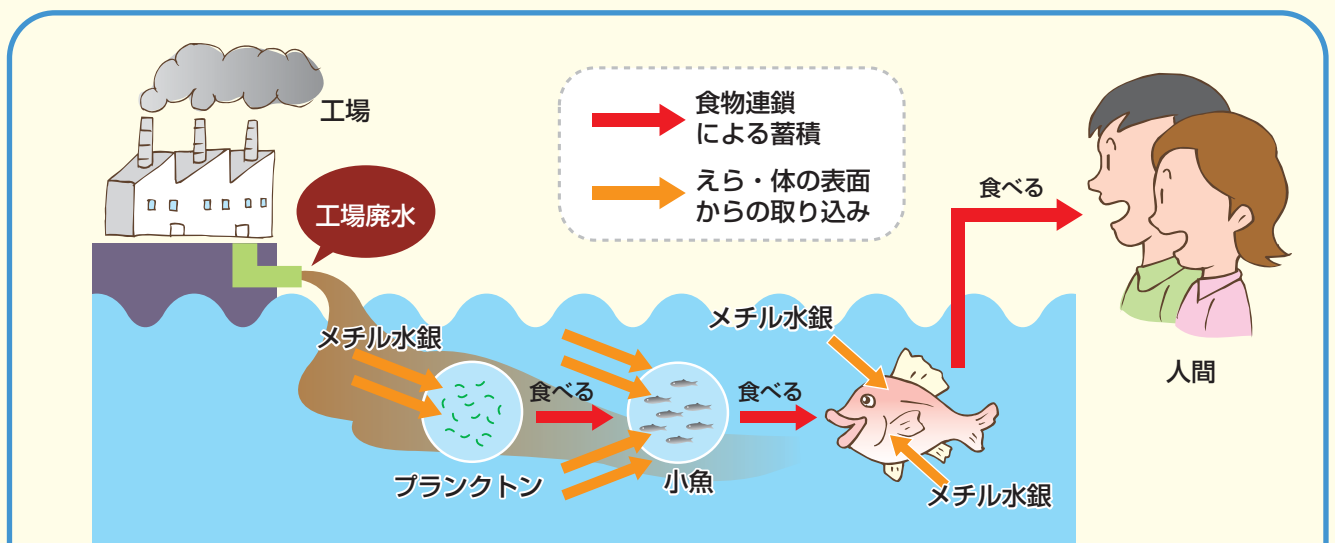 工場
食物連鎖
による蓄積
えら・体の表面
からの取り込み
食べる
工場廃水
メチル水銀
メチル水銀
人間
食べる
食べる
プランクトン
小魚
メチル水銀